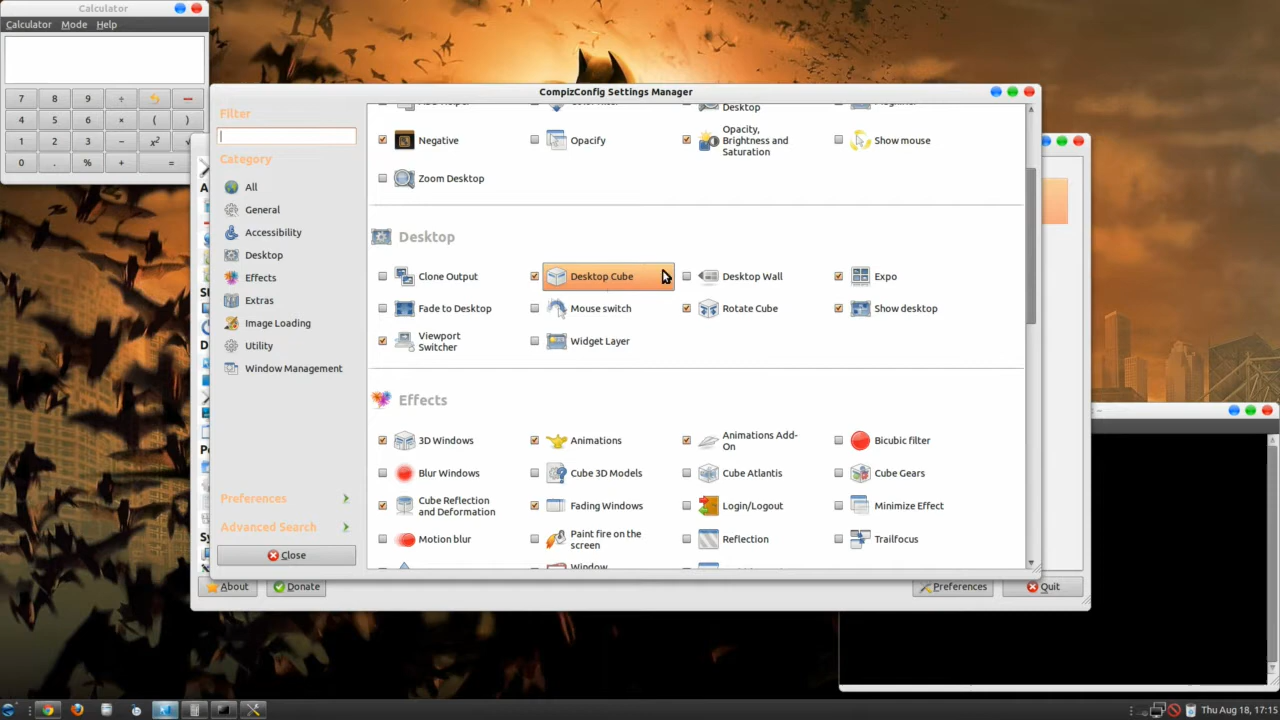 Calculator
Calculator Mode Help
7 8 9 ÷
4 5 6 × )
1 2 3 − x² √
0 . % + =
CompizConfig Settings Manager
Filter
Category
All
General
Accessibility
Desktop
Effects
Extras
Image Loading
Utility
Window Management
Preferences
Advanced Search
Close
Desktop
Negative
Opacify
Opacity,
Brightness and
Saturation
Show mouse
Zoom Desktop
Desktop
Clone Output
Desktop Cube
Desktop Wall
Expo
Fade to Desktop
Mouse switch
Rotate Cube
Show desktop
Viewport
Switcher
Widget Layer
Effects
3D Windows
Animations
Animations Add-
On
Bicubic filter
Blur Windows
Cube 3D Models
Cube Atlantis
Cube Gears
Cube Reflection
and Deformation
Fading Windows
Login/Logout
Minimize Effect
Motion blur
Paint fire on the
screen
Reflection
Trailfocus
Window
About
Donate
Preferences
Quit
Thu Aug 18, 17:15